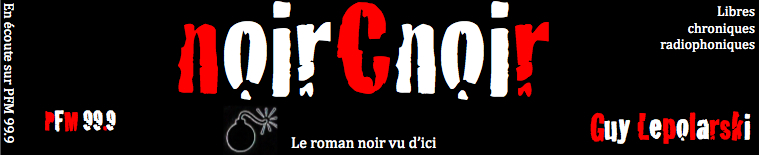 En écoute sur PFM 99.9
noirCnoir
Libres
chroniques
radiophoniques
PFM 99.9
Le roman noir vu d'ici
Guy Lepolarski